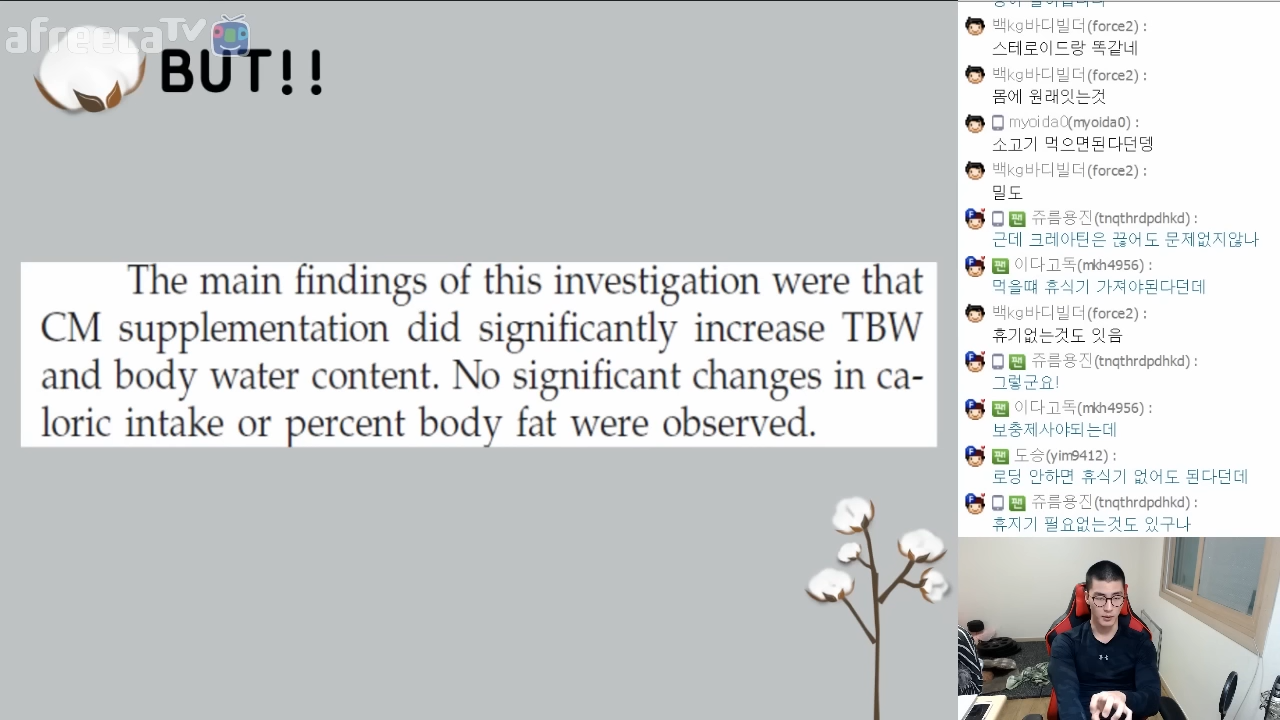 afreecaTV
BUT!!
The main findings of this investigation were that
CM supplementation did significantly increase TBW
and body water content. No significant changes in ca-
loric intake or percent body fat were observed.
백kg바디빌더(force2) :
스테로이드랑 똑같네
백kg바디빌더(force2) :
몸에 원래잇는것
myoida0(myoida0) :
소고기 먹으면된다던뎅
백kg바디빌더(force2) :
밀도
팬 쥬름용진(tnqthrdpdhkd) :
근데 크레아틴은 끊어도 문제없지않나
팬 이다고독(mkh4956) :
먹을떄 휴식기 가져야된다던데
백kg바디빌더(force2) :
휴기없는것도 잇음
팬 쥬름용진(tnqthrdpdhkd) :
그렇군요!
팬 이다고독(mkh4956) :
보충제사야되는데
팬 도승(yim9412) :
로딩 안하면 휴식기 없어도 된다던데
팬 쥬름용진(tnqthrdpdhkd) :
휴지기 필요없는것도 있구나